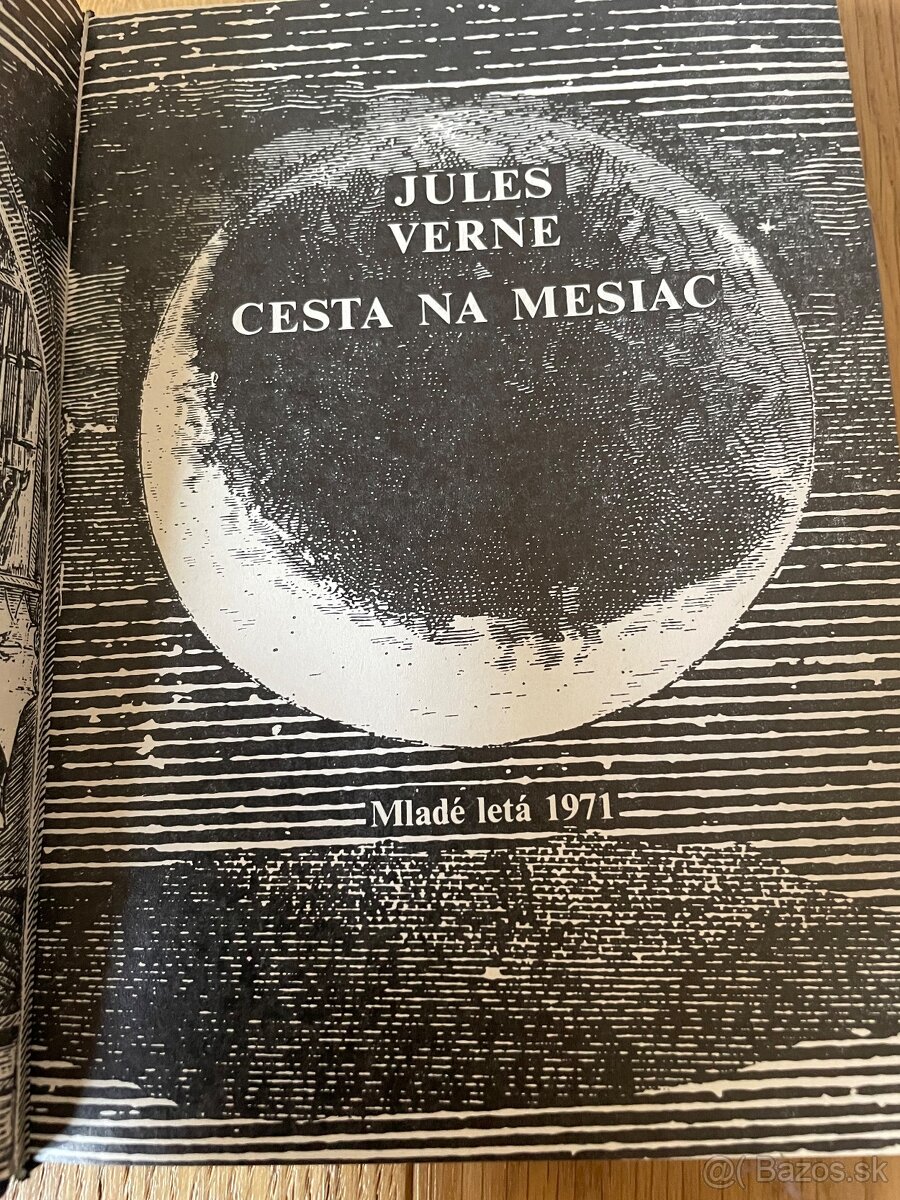 JULES
VERNE
CESTA NA MESIAC
Mladé letá 1971
@( Bazos.sk